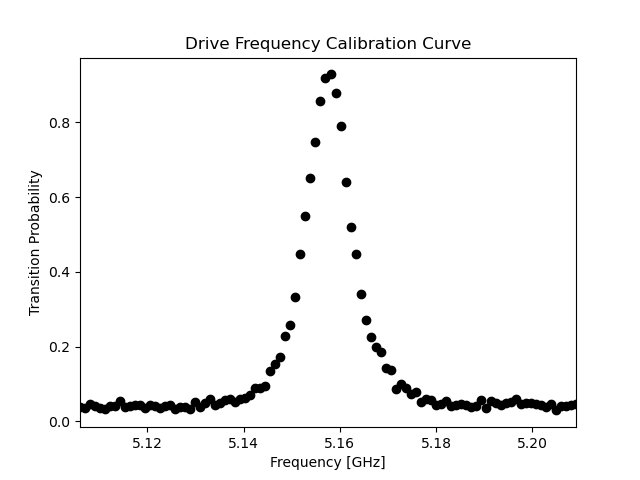 Drive Frequency Calibration Curve
Transition Probability
0.8
0.6
0.4
0.2
0.0
5.12 5.14 5.16 5.18 5.20
Frequency [GHz]